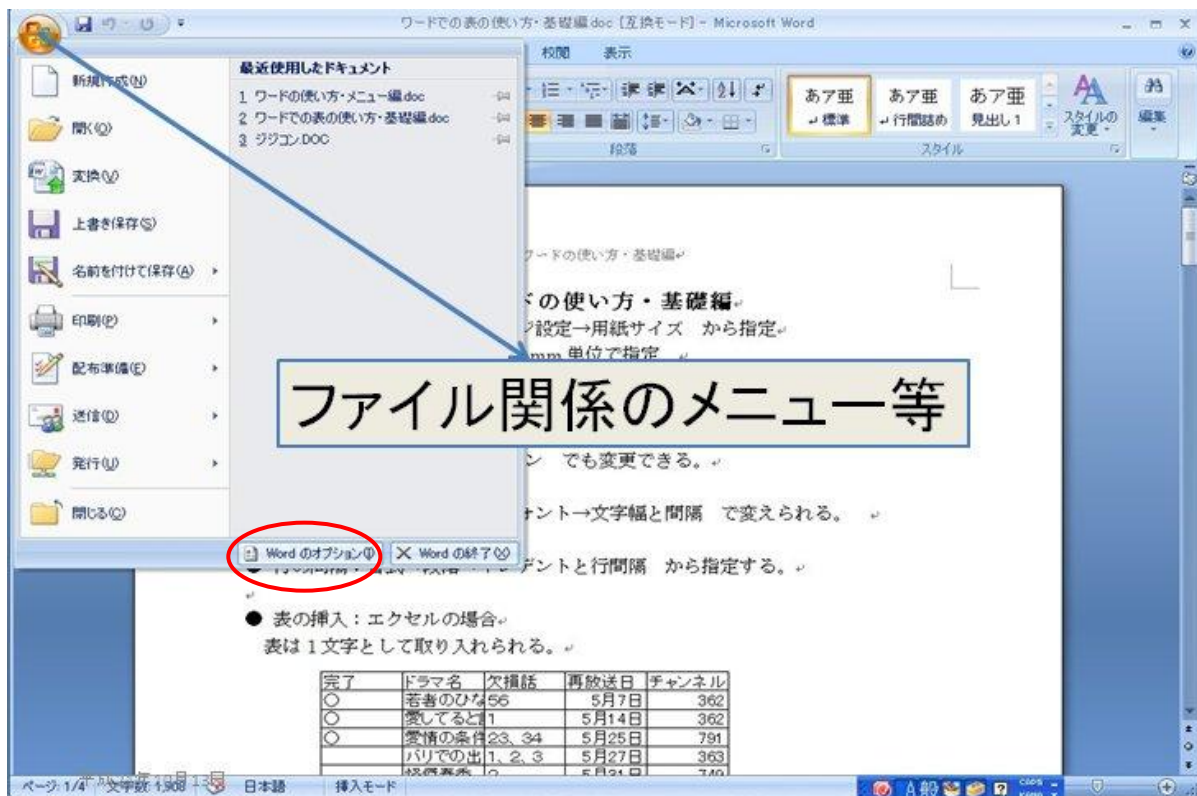 ワードでの表の使い方・基礎編.doc [互換モード] - Microsoft Word
校閲 表示
新規作成(N)
開く(O)
変換(V)
上書き保存(S)
名前を付けて保存(A)
印刷(P)
配布準備(E)
送信(D)
発行(U)
閉じる(C)
最近使用したドキュメント
1 ワードの使い方・メニュー編.doc
2 ワードでの表の使い方・基礎編.doc
3 ジジコン.DOC
Word のオプション(I)
Word の終了(X)
段落
あア亜 あア亜 あア亜
標準 行間詰め 見出し 1
スタイルの変更
スタイル
編集
ワードの使い方・基礎編
ドの使い方・基礎編
設定→用紙サイズ から指定
mm 単位で指定
ファイル関係のメニュー等
ン でも変更できる。
ォント→文字幅と間隔 で変えられる。
デントと行間隔 から指定する。
● 表の挿入：エクセルの場合
表は1文字として取り入れられる。
完了 ドラマ名 欠損話 再放送日 チャンネル
○ 若者のひな 56 5月7日 362
○ 愛してると 1 5月14日 362
○ 愛情の条件 23、34 5月25日 791
パリでの出 1、2、3 5月27日 363
5月31日 749
ページ: 1/4 文字数: 1,908 日本語 挿入モード
A 般
CAPS
KANA